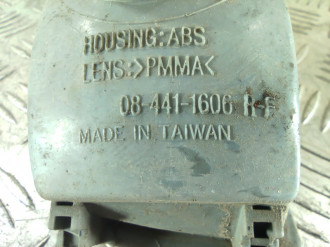 HOUSING:ABS
LENS:>PMMA<
08-441-1606 R-E
MADE IN TAIWAN